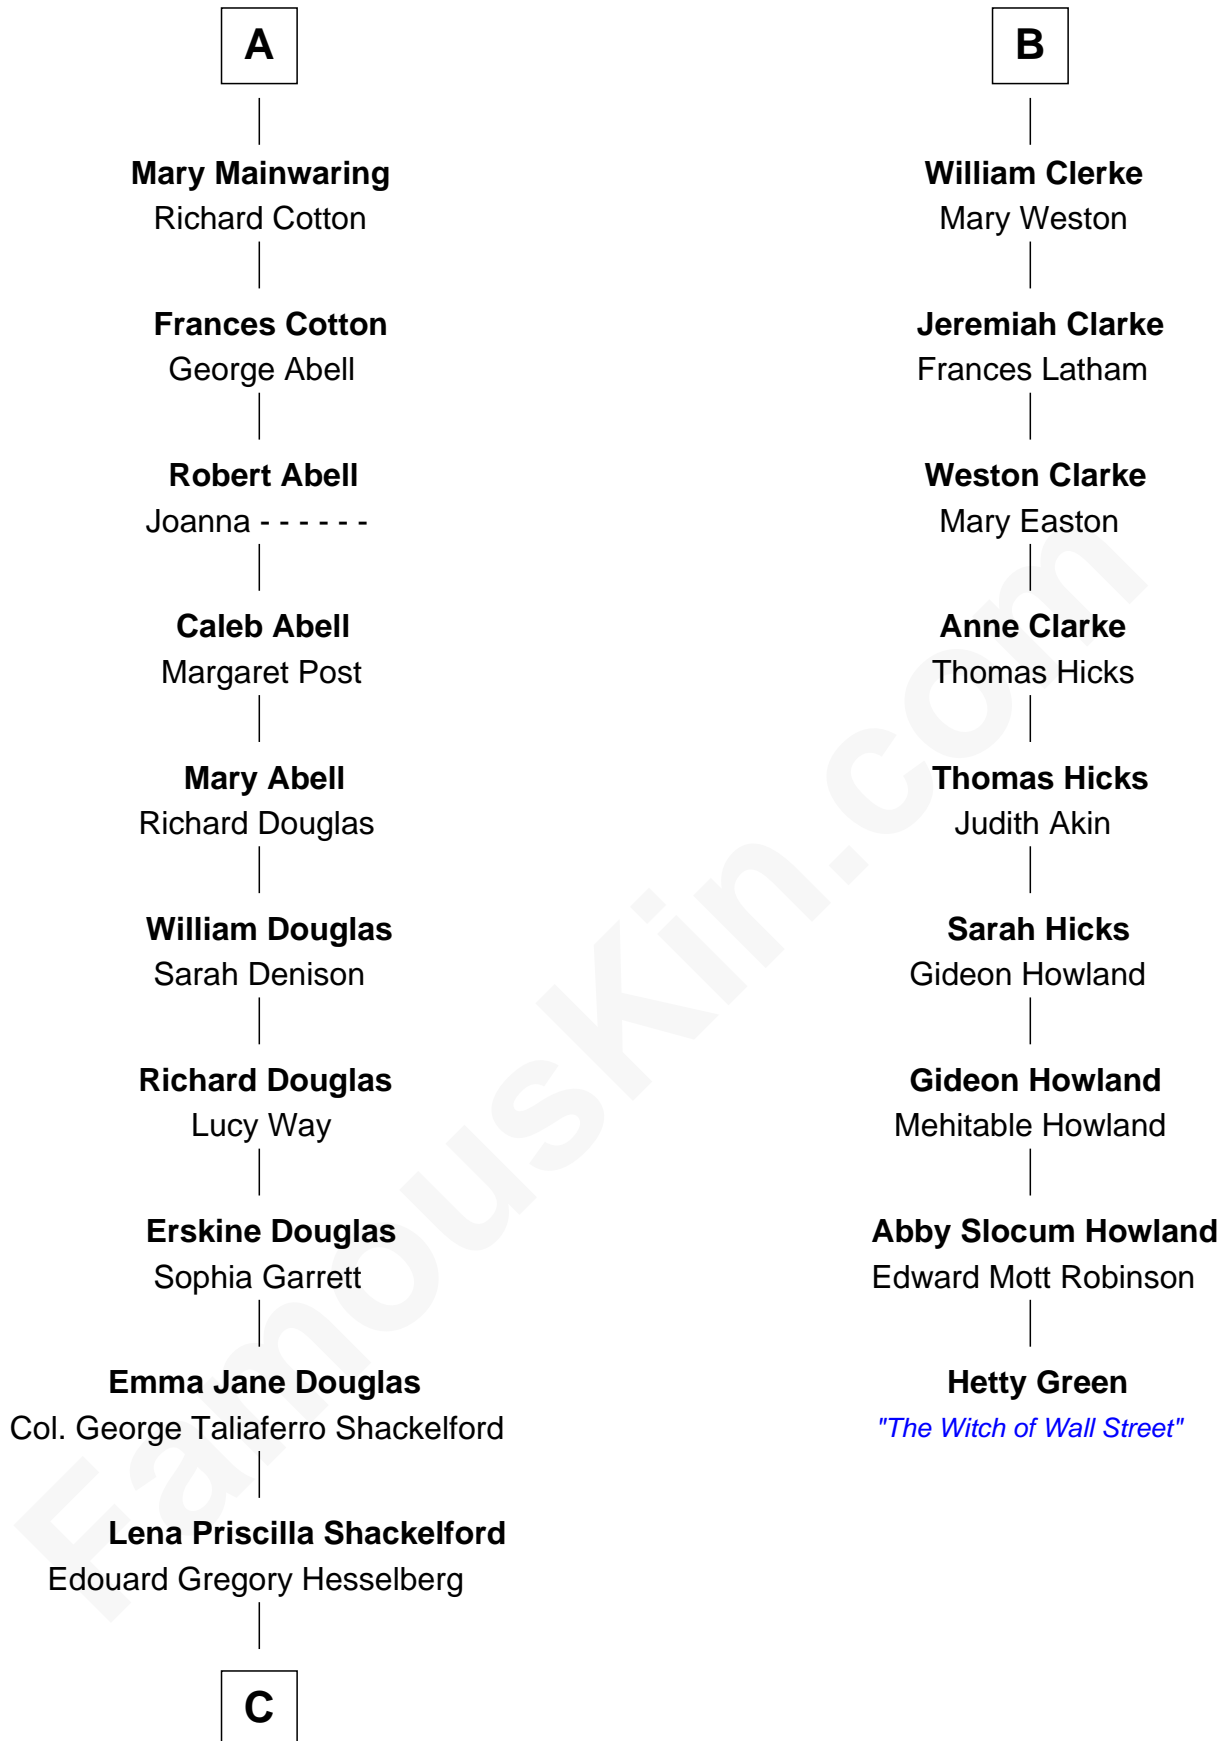 A
Mary Mainwaring
Richard Cotton
Frances Cotton
George Abell
Robert Abell
Joanna - - - - - -
Caleb Abell
Margaret Post
Mary Abell
Richard Douglas
William Douglas
Sarah Denison
Richard Douglas
Lucy Way
Erskine Douglas
Sophia Garrett
Emma Jane Douglas
Col. George Taliaferro Shackelford
Lena Priscilla Shackelford
Edouard Gregory Hesselberg
C
B
William Clerke
Mary Weston
Jeremiah Clarke
Frances Latham
Weston Clarke
Mary Easton
Anne Clarke
Thomas Hicks
Thomas Hicks
Judith Akin
Sarah Hicks
Gideon Howland
Gideon Howland
Mehitable Howland
Abby Slocum Howland
Edward Mott Robinson
Hetty Green
"The Witch of Wall Street"
FamousKin.com